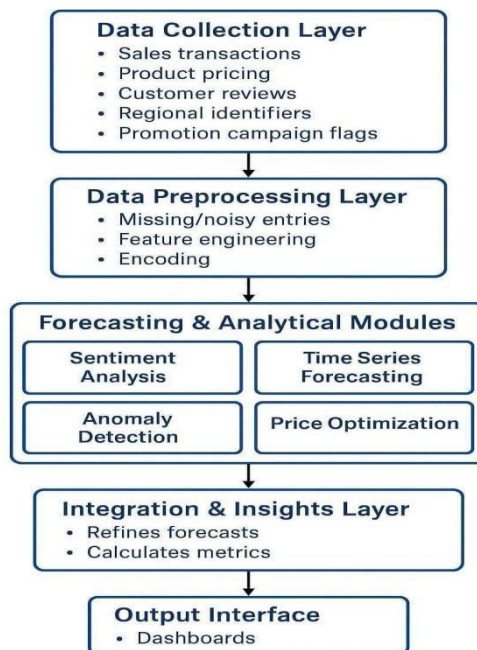 Data Collection Layer
• Sales transactions
• Product pricing
• Customer reviews
• Regional identifiers
• Promotion campaign flags
Data Preprocessing Layer
• Missing/noisy entries
• Feature engineering
• Encoding
Forecasting & Analytical Modules
Sentiment
Analysis
Time Series
Forecasting
Anomaly
Detection
Price Optimization
Integration & Insights Layer
• Refines forecasts
• Calculates metrics
Output Interface
• Dashboards